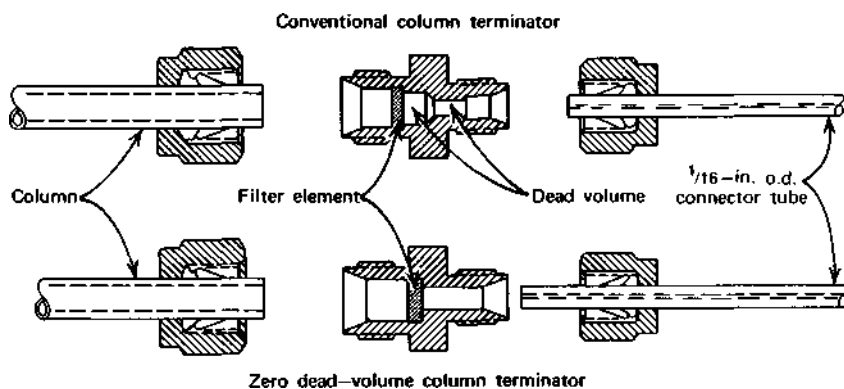 Conventional column terminator
Column
Filter element
Dead volume
1/16-in. o.d.
connector tube
Zero dead-volume column terminator